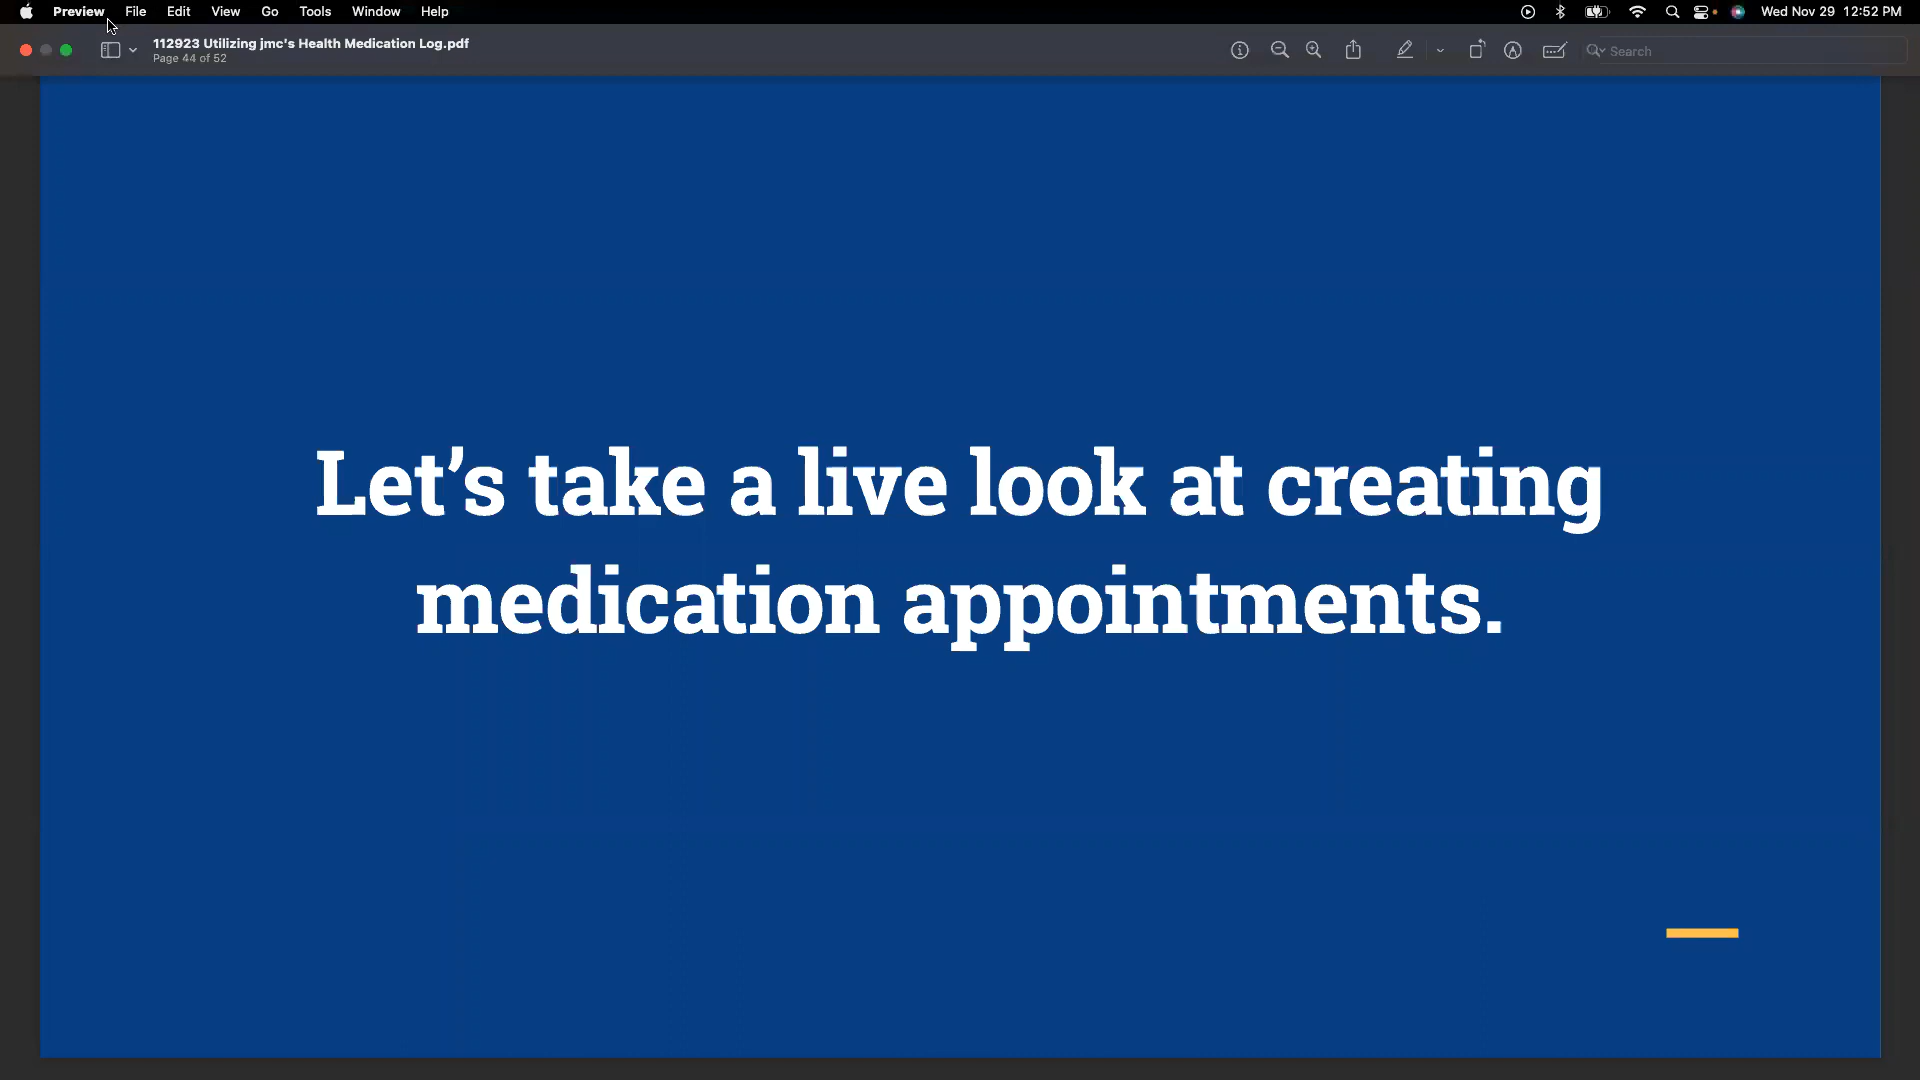 Preview File Edit View Go Tools Window Help Wed Nov 29 12:52 PM
112923 Utilizing jmc's Health Medication Log.pdf
Page 44 of 52
Search
Let’s take a live look at creating
medication appointments.